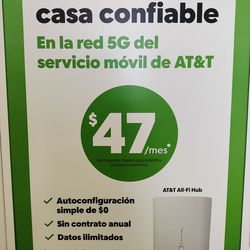 casa confiable
En la red 5G del
servicio móvil de AT&T
$47
/mes*
AT&T All-Fi Hub
✓ Autoconfiguración
simple de $0
✓ Sin contrato anual
✓ Datos ilimitados